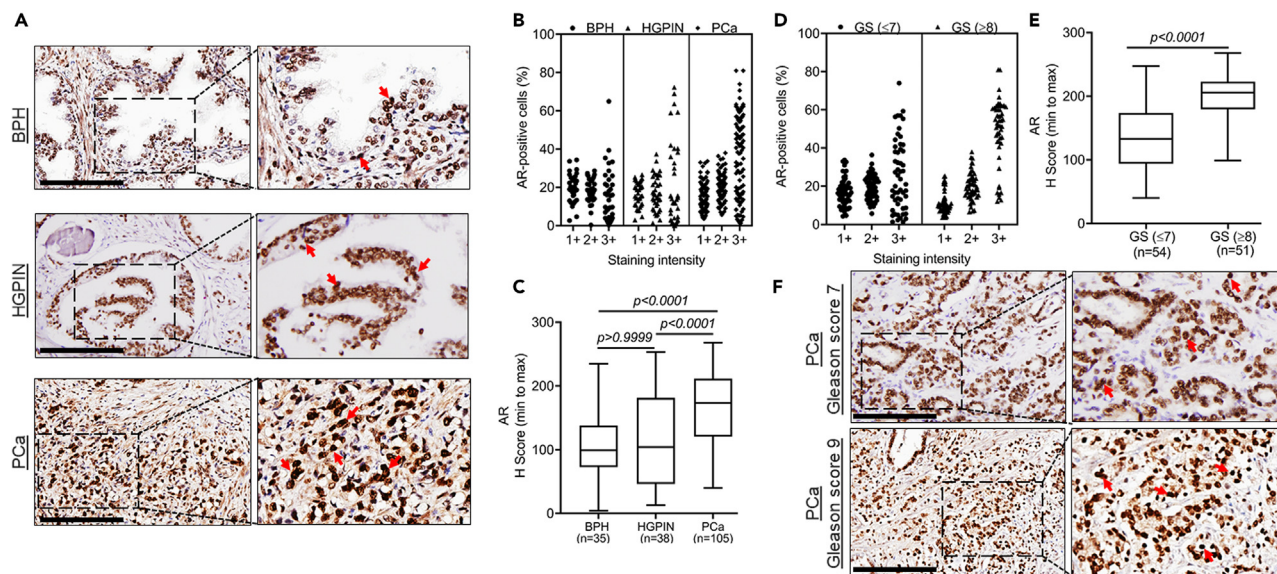 A
BPH
HGPIN
PCa
B
BPH HGPIN PCa
AR-positive cells (%)
100
80
60
40
20
0
1+ 2+ 3+ 1+ 2+ 3+ 1+ 2+ 3+
Staining intensity
C
p<0.0001
p>0.9999 p<0.0001
AR
H Score (min to max)
300
200
100
0
BPH HGPIN PCa
(n=35) (n=38) (n=105)
D
GS (≤7) GS (≥8)
AR-positive cells (%)
100
80
60
40
20
0
1+ 2+ 3+ 1+ 2+ 3+
Staining intensity
E
p<0.0001
AR
H Score (min to max)
300
200
100
0
GS (≤7) GS (≥8)
(n=54) (n=51)
F
PCa
Gleason score 7
PCa
Gleason score 9